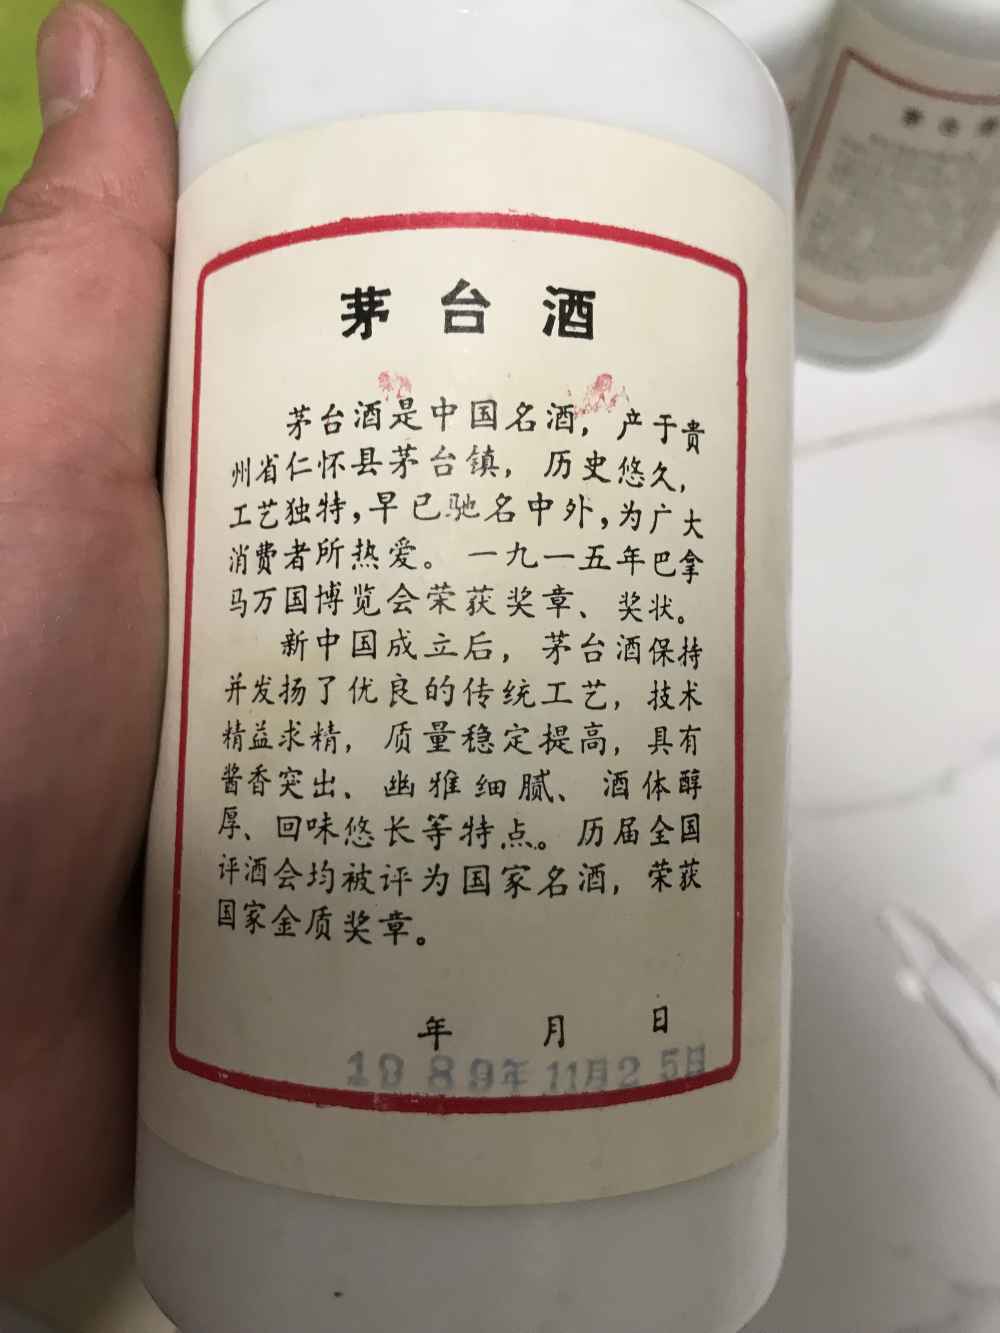 茅台酒
茅台酒是中国名酒，产于贵
州省仁怀县茅台镇，历史悠久，
工艺独特，早已驰名中外，为广大
消费者所热爱。一九一五年巴拿
马万国博览会荣获奖章、奖状。
新中国成立后，茅台酒保持
并发扬了优良的传统工艺，技术
精益求精，质量稳定提高，具有
酱香突出、幽雅细腻、酒体醇
厚、回味悠长等特点。历届全国
评酒会均被评为国家名酒，荣获
国家金质奖章。
年 月 日
1989年11月25日
茅台酒